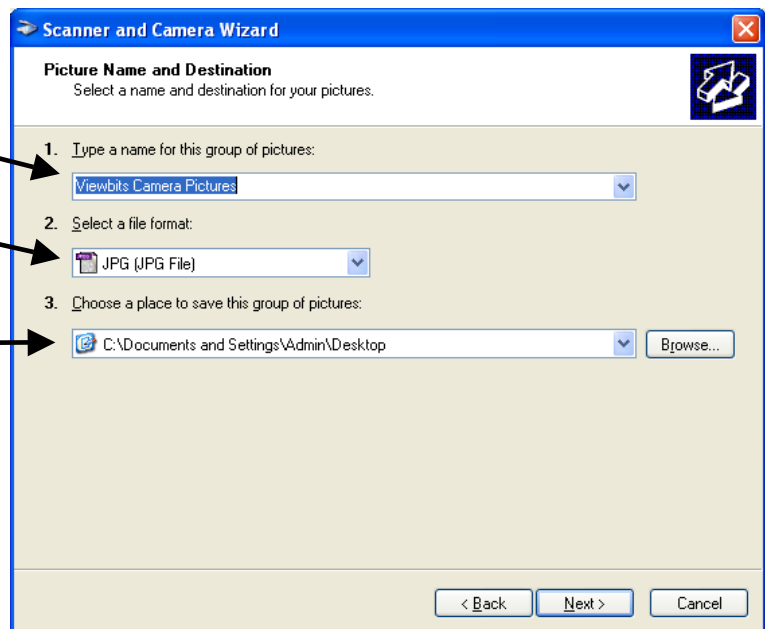 Scanner and Camera Wizard
Picture Name and Destination
Select a name and destination for your pictures.
1. Type a name for this group of pictures:
Viewbits Camera Pictures
2. Select a file format:
JPG (JPG File)
3. Choose a place to save this group of pictures:
C:\Documents and Settings\Admin\Desktop
Browse...
< Back Next > Cancel